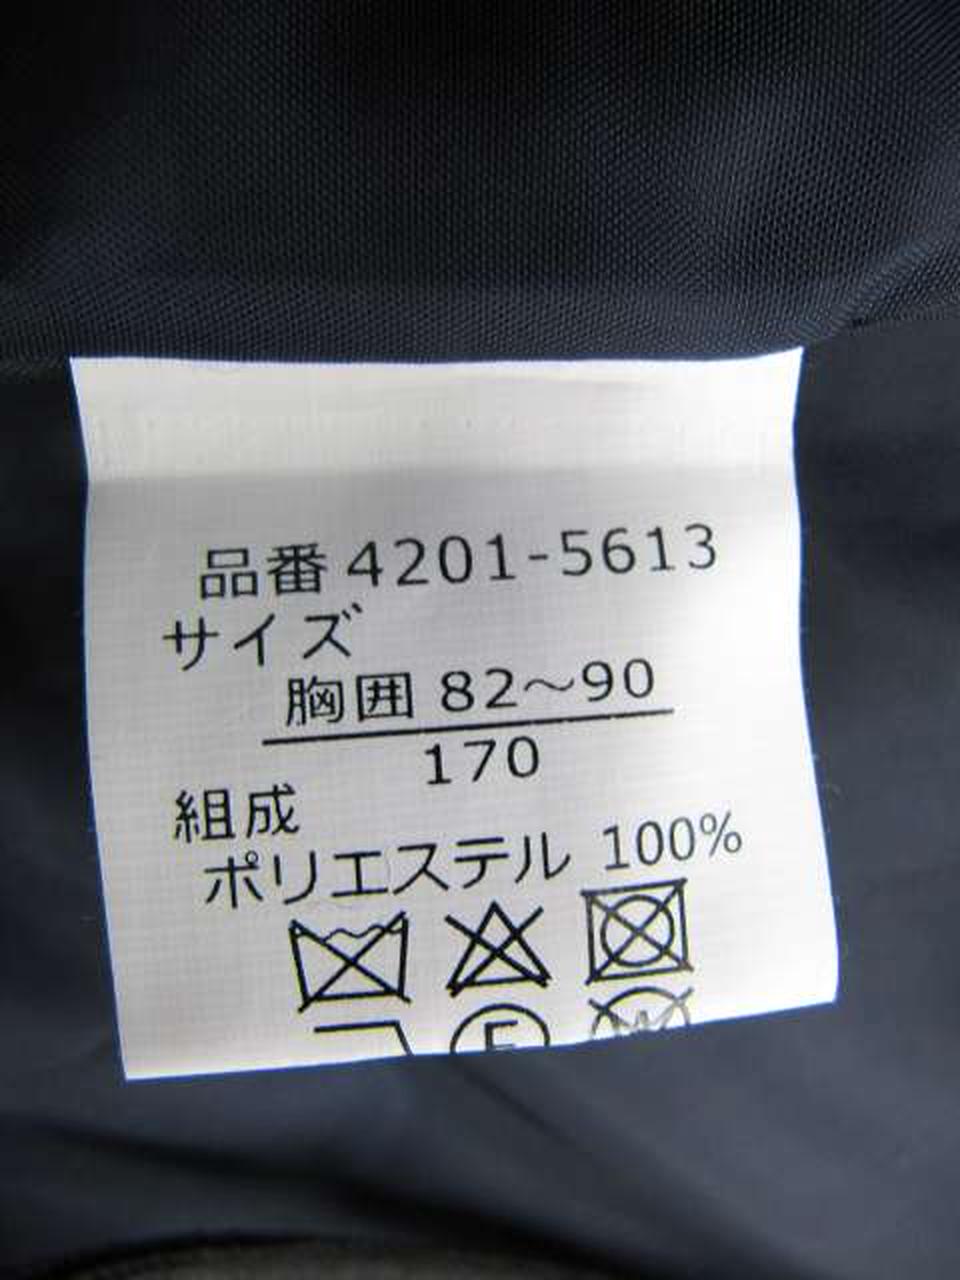 品番 4201-5613
サイズ
胸囲 82～90
170
組成
ポリエステル 100%